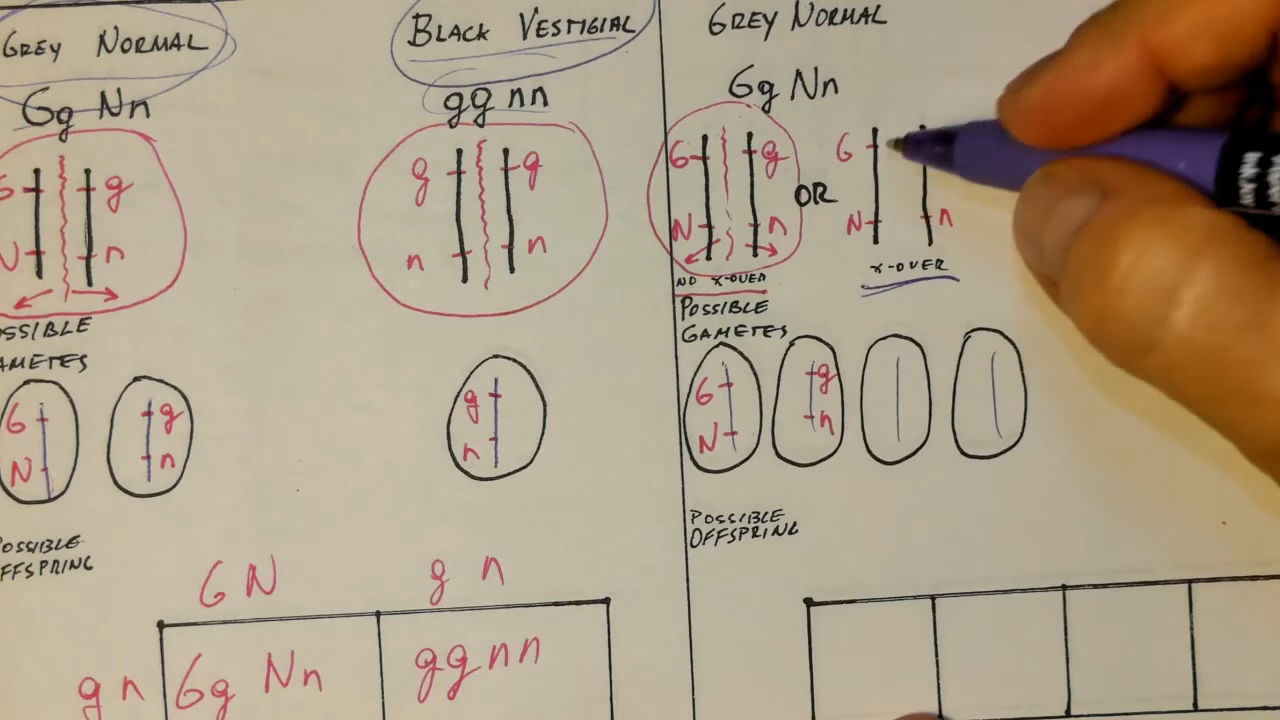 GREY NORMAL
Gg Nn
G g
N n
POSSIBLE
GAMETES
G g
N n
POSSIBLE
OFFSPRING
BLACK VESTIGIAL
gg nn
g g
n n
g
n
G N g n
g n Gg Nn gg nn
GREY NORMAL
Gg Nn
G g OR G
N n N n
NO X-OVER X-OVER
POSSIBLE
GAMETES
G g
N n
POSSIBLE
OFFSPRING